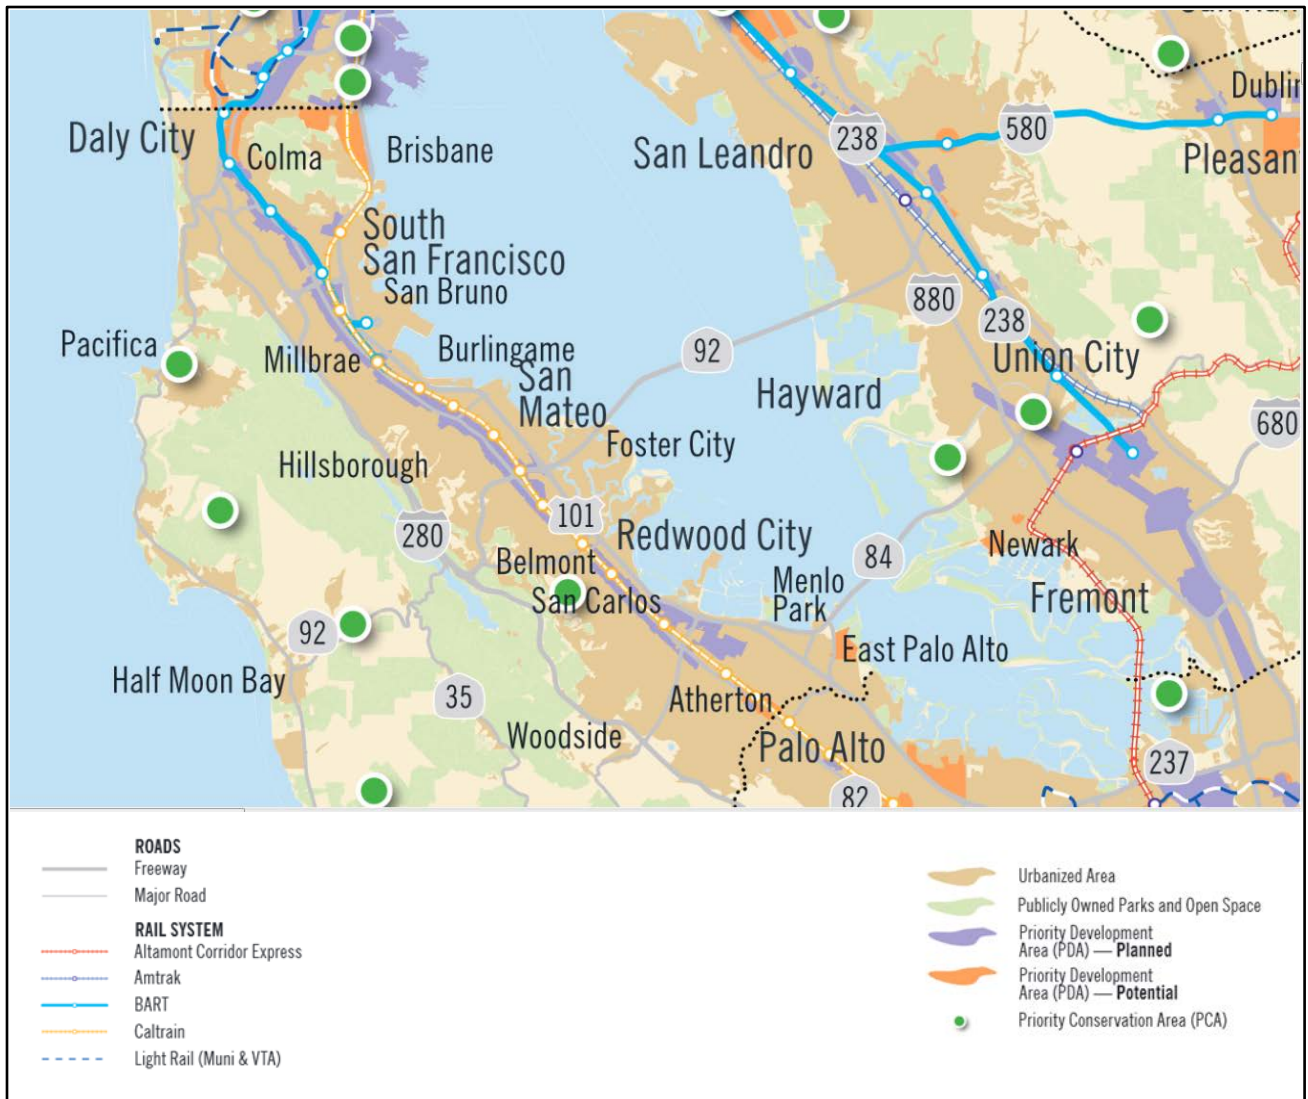 Dublin
Daly City
Colma
Brisbane
San Leandro
238
580
Pleasan
South
San Francisco
San Bruno
880
238
Pacifica
Millbrae
Burlingame
San
Mateo
92
Union City
Hayward
680
Foster City
Hillsborough
101
280
Redwood City
Belmont
84
Newark
San Carlos
Menlo
Park
Fremont
92
East Palo Alto
Half Moon Bay
35
Atherton
Woodside
Palo Alto
237
82
ROADS
Freeway
Major Road
RAIL SYSTEM
Altamont Corridor Express
Amtrak
BART
Caltrain
Light Rail (Muni & VTA)
Urbanized Area
Publicly Owned Parks and Open Space
Priority Development
Area (PDA) — Planned
Priority Development
Area (PDA) — Potential
Priority Conservation Area (PCA)